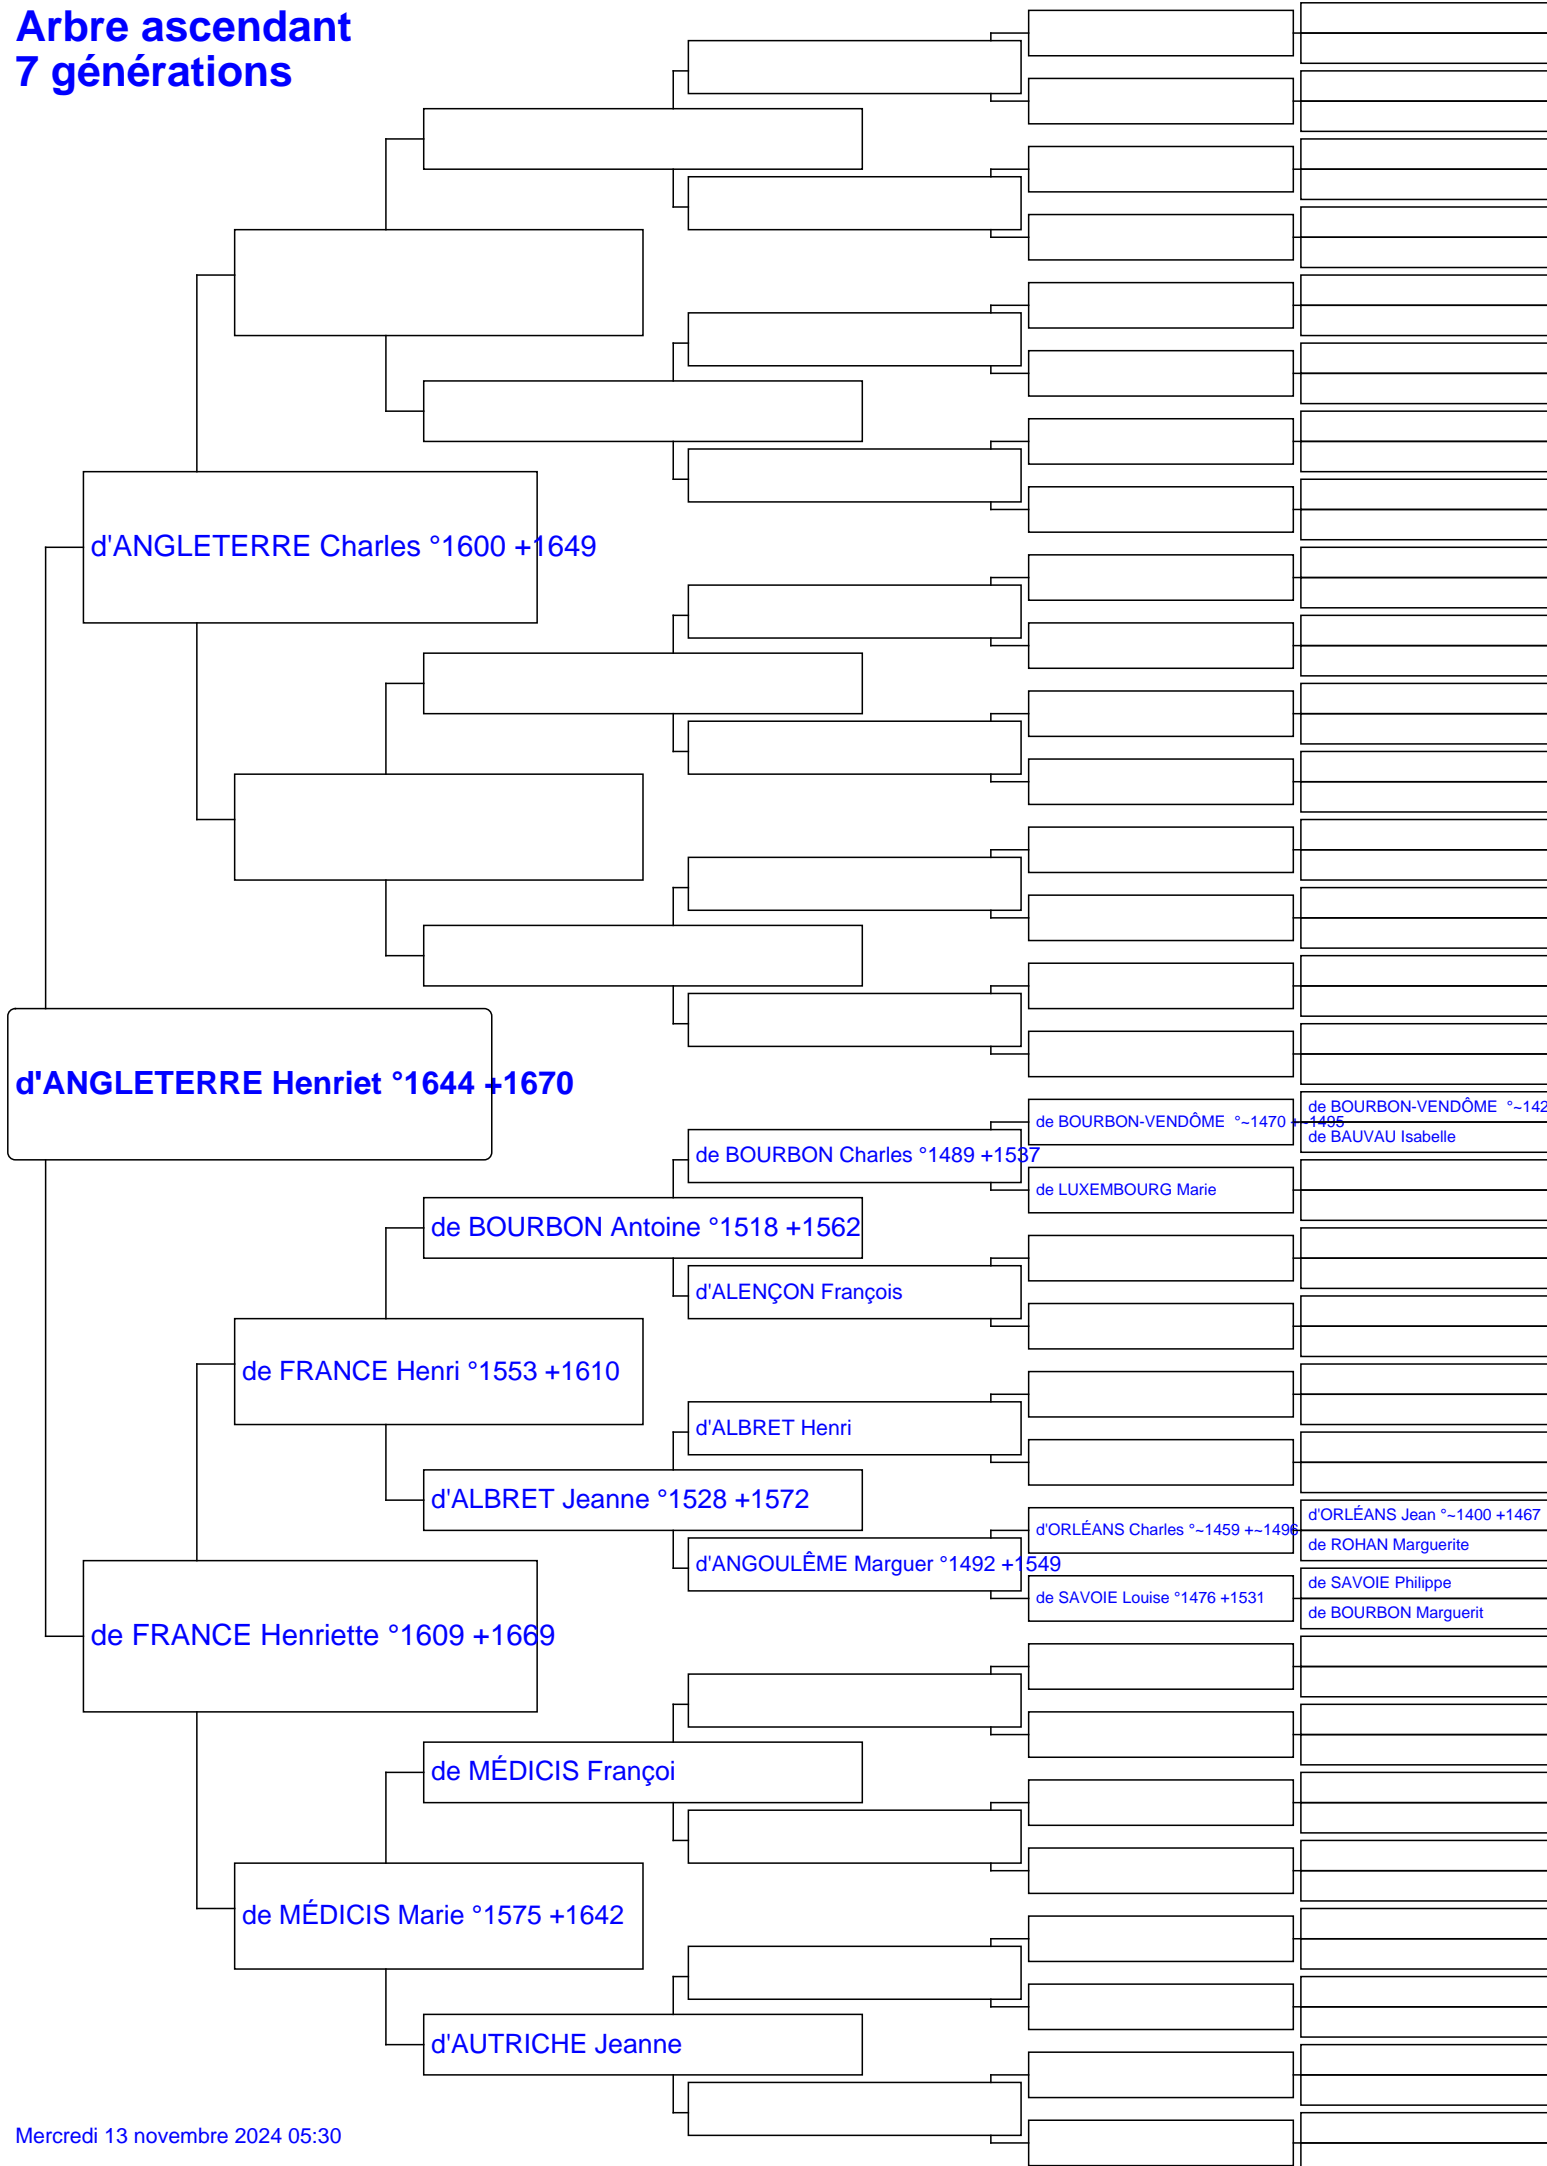 Arbre ascendant
7 générations
d'ANGLETERRE Charles °1600 +1649
d'ANGLETERRE Henriet °1644 +1670
de BOURBON-VENDÔME °~1470 +~1495
de BOURBON-VENDÔME °~142
de BAUVAU Isabelle
de BOURBON Charles °1489 +1537
de LUXEMBOURG Marie
de BOURBON Antoine °1518 +1562
d'ALENÇON François
de FRANCE Henri °1553 +1610
d'ALBRET Henri
d'ALBRET Jeanne °1528 +1572
d'ORLÉANS Charles °~1459 +~1496
d'ORLÉANS Jean °~1400 +1467
de ROHAN Marguerite
d'ANGOULÊME Marguer °1492 +1549
de SAVOIE Louise °1476 +1531
de SAVOIE Philippe
de BOURBON Marguerit
de FRANCE Henriette °1609 +1669
de MÉDICIS Françoi
de MÉDICIS Marie °1575 +1642
d'AUTRICHE Jeanne
Mercredi 13 novembre 2024 05:30